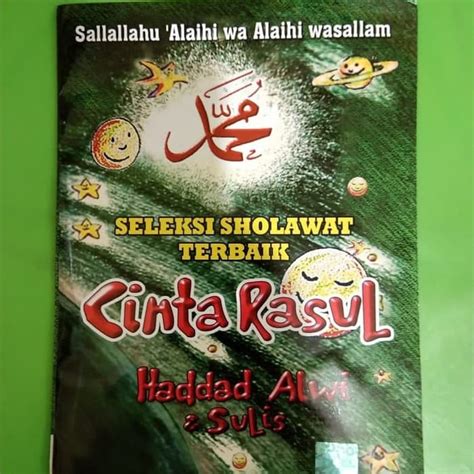 Sallallahu 'Alaihi wa Alaihi wasallam
محمد
SELEKSI SHOLAWAT
TERBAIK
Cinta Rasul
Haddad Alwi
& Sulis